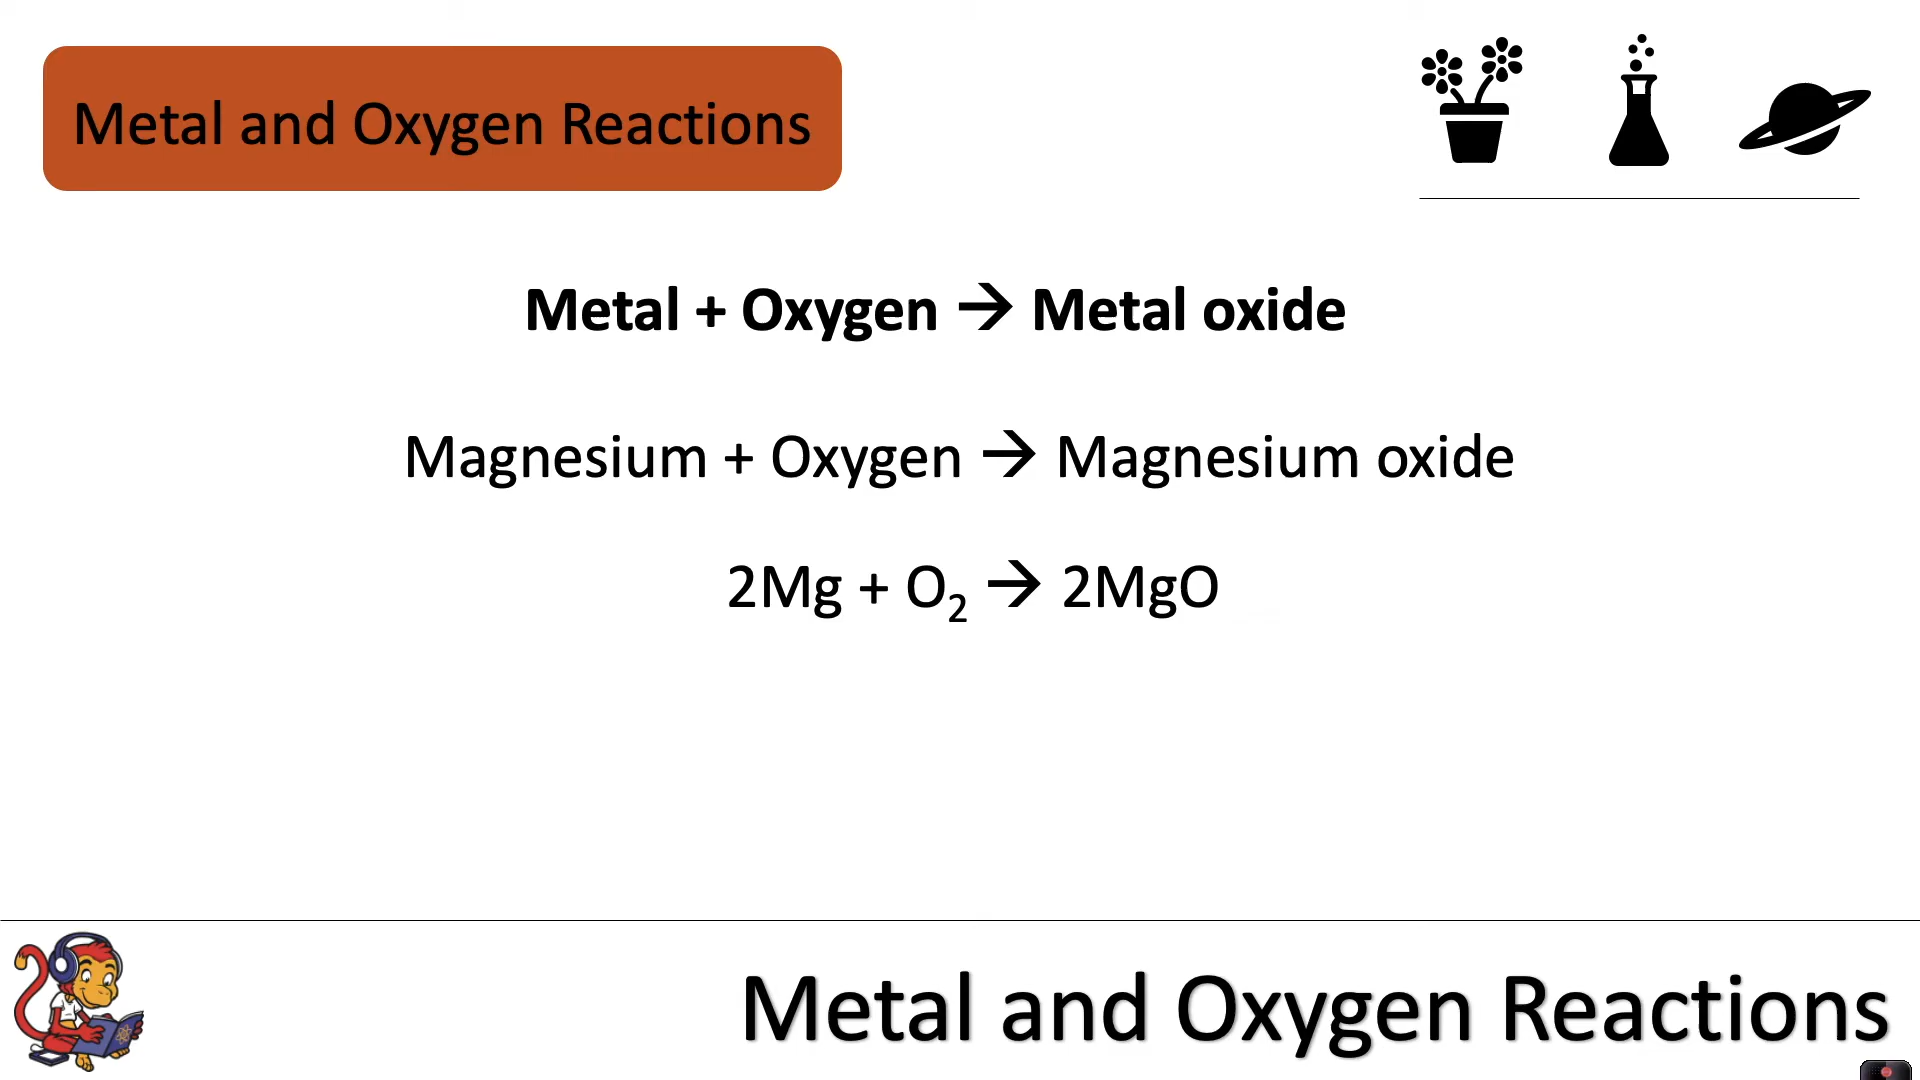 Metal and Oxygen Reactions
Metal + Oxygen → Metal oxide
Magnesium + Oxygen → Magnesium oxide
2Mg + O₂ → 2MgO
Metal and Oxygen Reactions